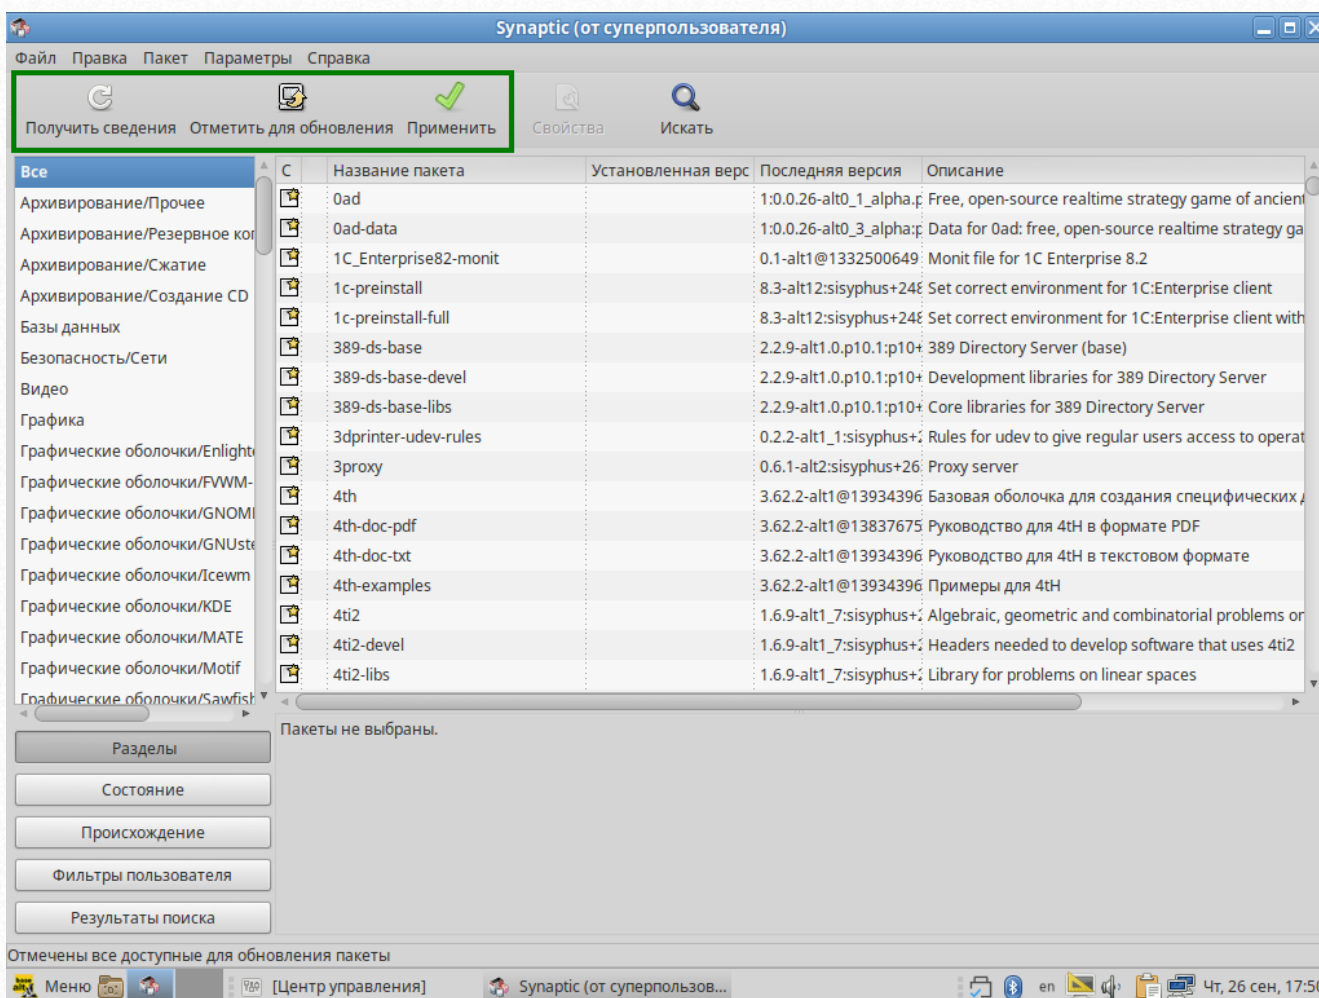 Synaptic (от суперпользователя)
Файл Правка Пакет Параметры Справка
Получить сведения Отметить для обновления Применить Свойства Искать
Все
Архивирование/Прочее
Архивирование/Резервное ког
Архивирование/Сжатие
Архивирование/Создание CD
Базы данных
Безопасность/Сети
Видео
Графика
Графические оболочки/Enlight
Графические оболочки/FVWM-
Графические оболочки/GNOM
Графические оболочки/GNUste
Графические оболочки/Icewm
Графические оболочки/KDE
Графические оболочки/MATE
Графические оболочки/Motif
Графические оболочки/Sawfish
С Название пакета Установленная верс Последняя версия Описание
0ad 1:0.0.26-alt0_1_alpha:p Free, open-source realtime strategy game of ancient
0ad-data 1:0.0.26-alt0_3_alpha:p Data for 0ad: free, open-source realtime strategy ga
1C_Enterprise82-monit 0.1-alt1@1332500649 Monit file for 1C Enterprise 8.2
1c-preinstall 8.3-alt12:sisyphus+248 Set correct environment for 1C:Enterprise client
1c-preinstall-full 8.3-alt12:sisyphus+248 Set correct environment for 1C:Enterprise client with
389-ds-base 2.2.9-alt1.0.p10.1:p10+ 389 Directory Server (base)
389-ds-base-devel 2.2.9-alt1.0.p10.1:p10+ Development libraries for 389 Directory Server
389-ds-base-libs 2.2.9-alt1.0.p10.1:p10+ Core libraries for 389 Directory Server
3dprinter-udev-rules 0.2.2-alt1_1:sisyphus+2 Rules for udev to give regular users access to operat
3proxy 0.6.1-alt2:sisyphus+26 Proxy server
4th 3.62.2-alt1@13934396 Базовая оболочка для создания специфических
4th-doc-pdf 3.62.2-alt1@13837675 Руководство для 4tH в формате PDF
4th-doc-txt 3.62.2-alt1@13934396 Руководство для 4tH в текстовом формате
4th-examples 3.62.2-alt1@13934396 Примеры для 4tH
4ti2 1.6.9-alt1_7:sisyphus+2 Algebraic, geometric and combinatorial problems or
4ti2-devel 1.6.9-alt1_7:sisyphus+2 Headers needed to develop software that uses 4ti2
4ti2-libs 1.6.9-alt1_7:sisyphus+2 Library for problems on linear spaces
Пакеты не выбраны.
Разделы
Состояние
Происхождение
Фильтры пользователя
Результаты поиска
Отмечены все доступные для обновления пакеты
Меню [Центр управления] Synaptic (от суперпользов... en Чт, 26 сен, 17:50